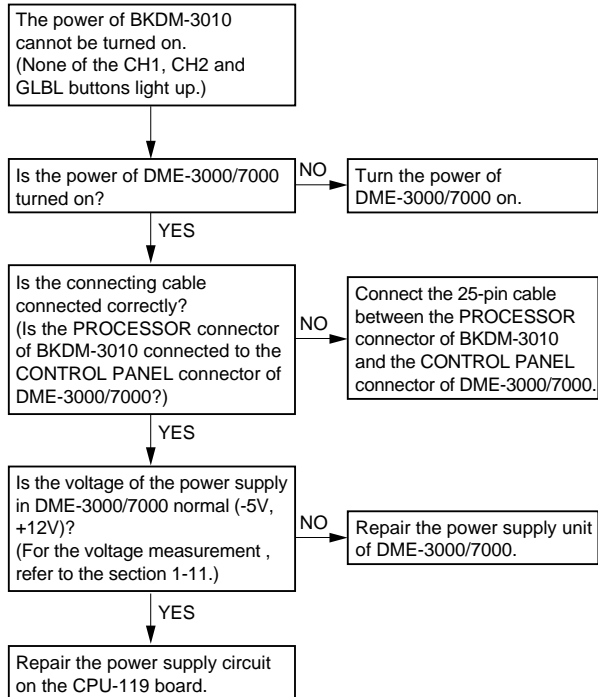 The power of BKDM-3010
cannot be turned on.
(None of the CH1, CH2 and
GLBL buttons light up.)
Is the power of DME-3000/7000
turned on?
NO
Turn the power of
DME-3000/7000 on.
YES
Is the connecting cable
connected correctly?
(Is the PROCESSOR connector
of BKDM-3010 connected to the
CONTROL PANEL connector of
DME-3000/7000?)
NO
Connect the 25-pin cable
between the PROCESSOR
connector of BKDM-3010
and the CONTROL PANEL
connector of DME-3000/7000.
YES
Is the voltage of the power supply
in DME-3000/7000 normal (-5V,
+12V)?
(For the voltage measurement ,
refer to the section 1-11.)
NO
Repair the power supply unit
of DME-3000/7000.
YES
Repair the power supply circuit
on the CPU-119 board.